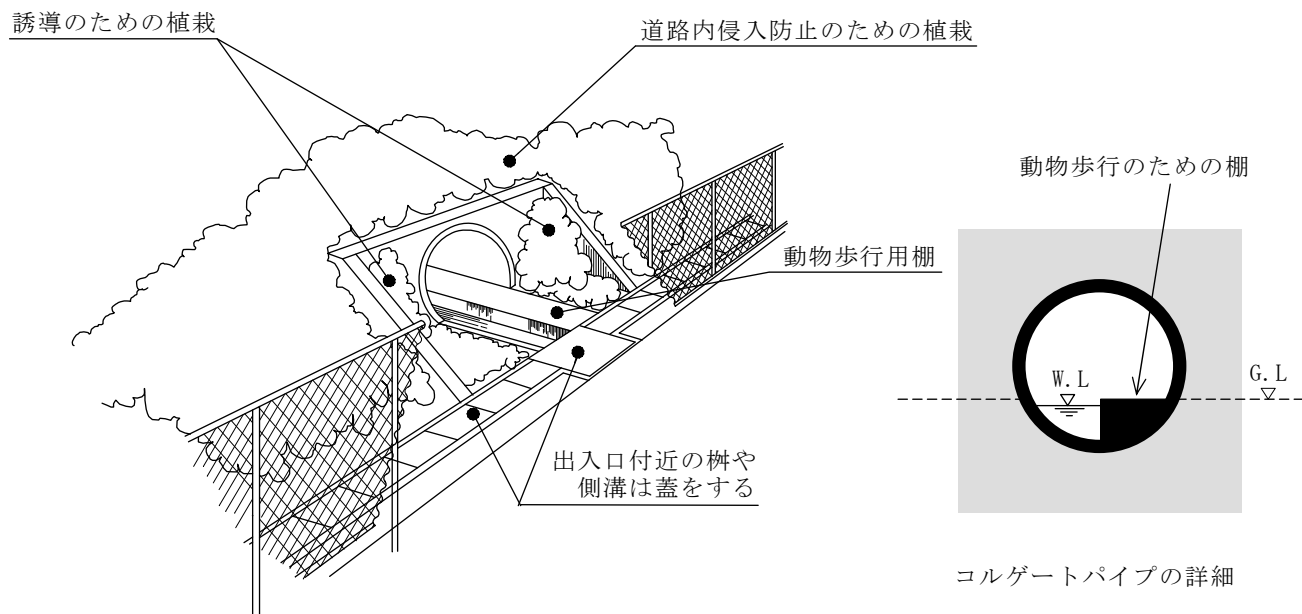 誘導のための植栽
道路内侵入防止のための植栽
動物歩行のための棚
動物歩行用棚
W.L
G.L
出入口付近の桝や
側溝は蓋をする
コルゲートパイプの詳細